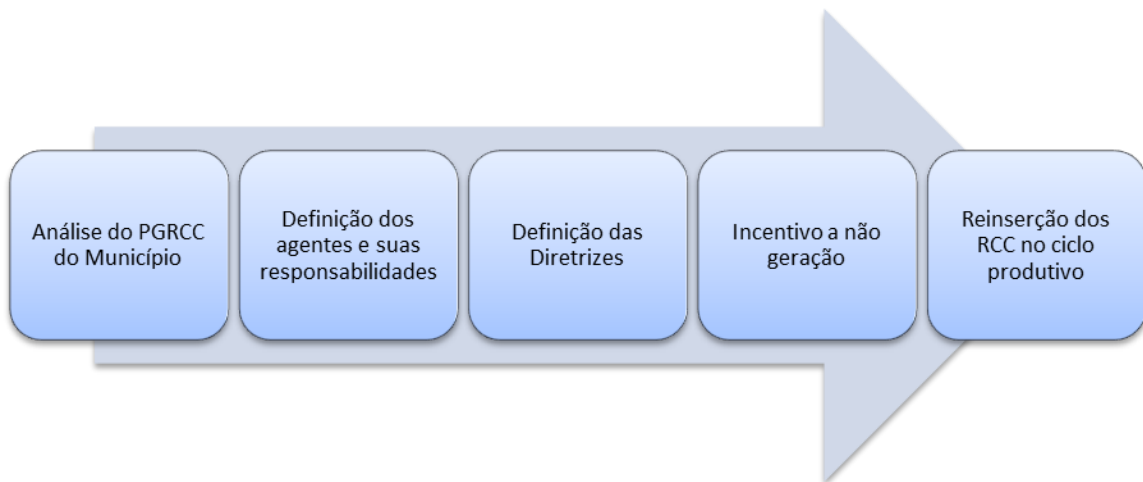 Análise do PGRCC
do Município
Definição dos
agentes e suas
responsabilidades
Definição das
Diretrizes
Incentivo a não
geração
Reinserção dos
RCC no ciclo
produtivo